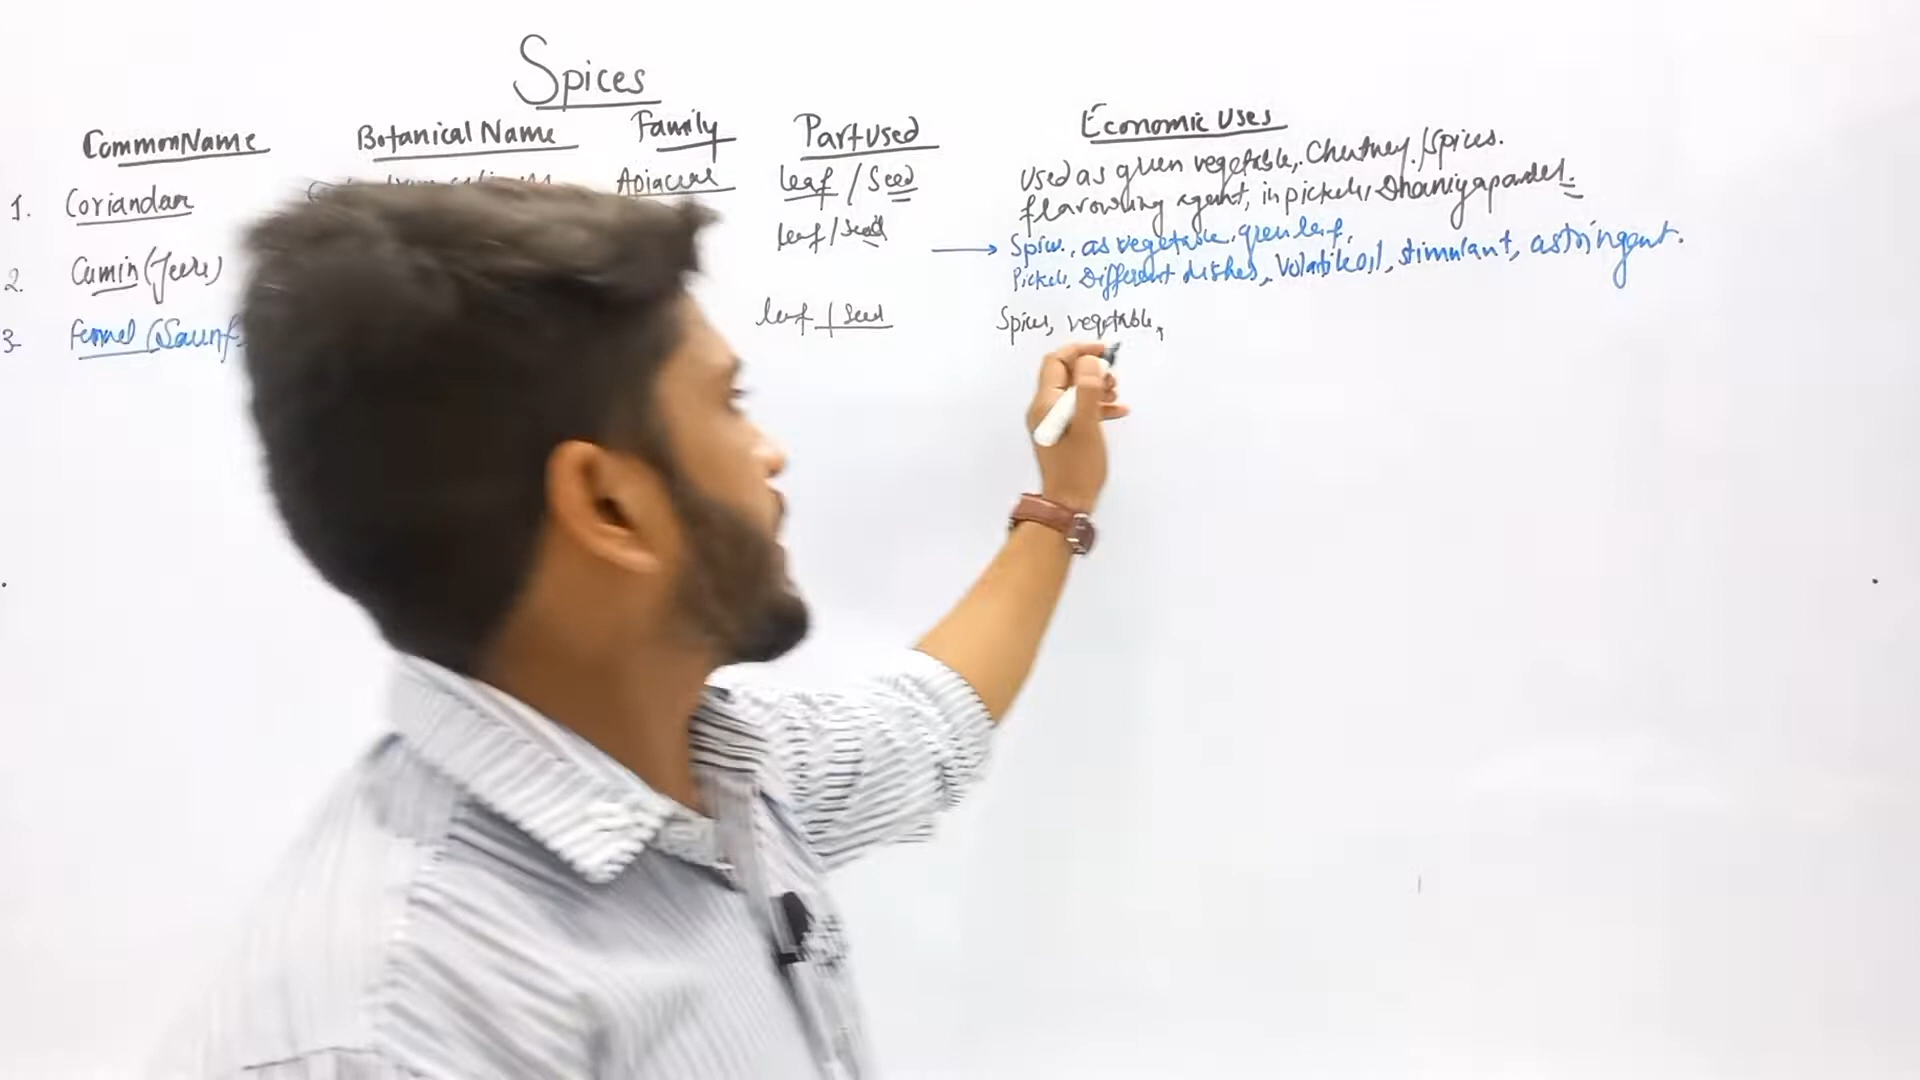 Spices
Common Name Botanical Name Family Part used Economic uses
1. Coriandar Apiaceae leaf / Seed used as green vegetable, Chutney / Spices.
flavouring agent, in pickels, Dhaniya powder.
2. Cumin (Jeera) leaf / seed → Spices, as vegetable, green leaf,
Pickels, Different dishes, Volatile oil, stimulant, astringent.
3- Fennel (Saunf) leaf / Seed Spices, vegetable,